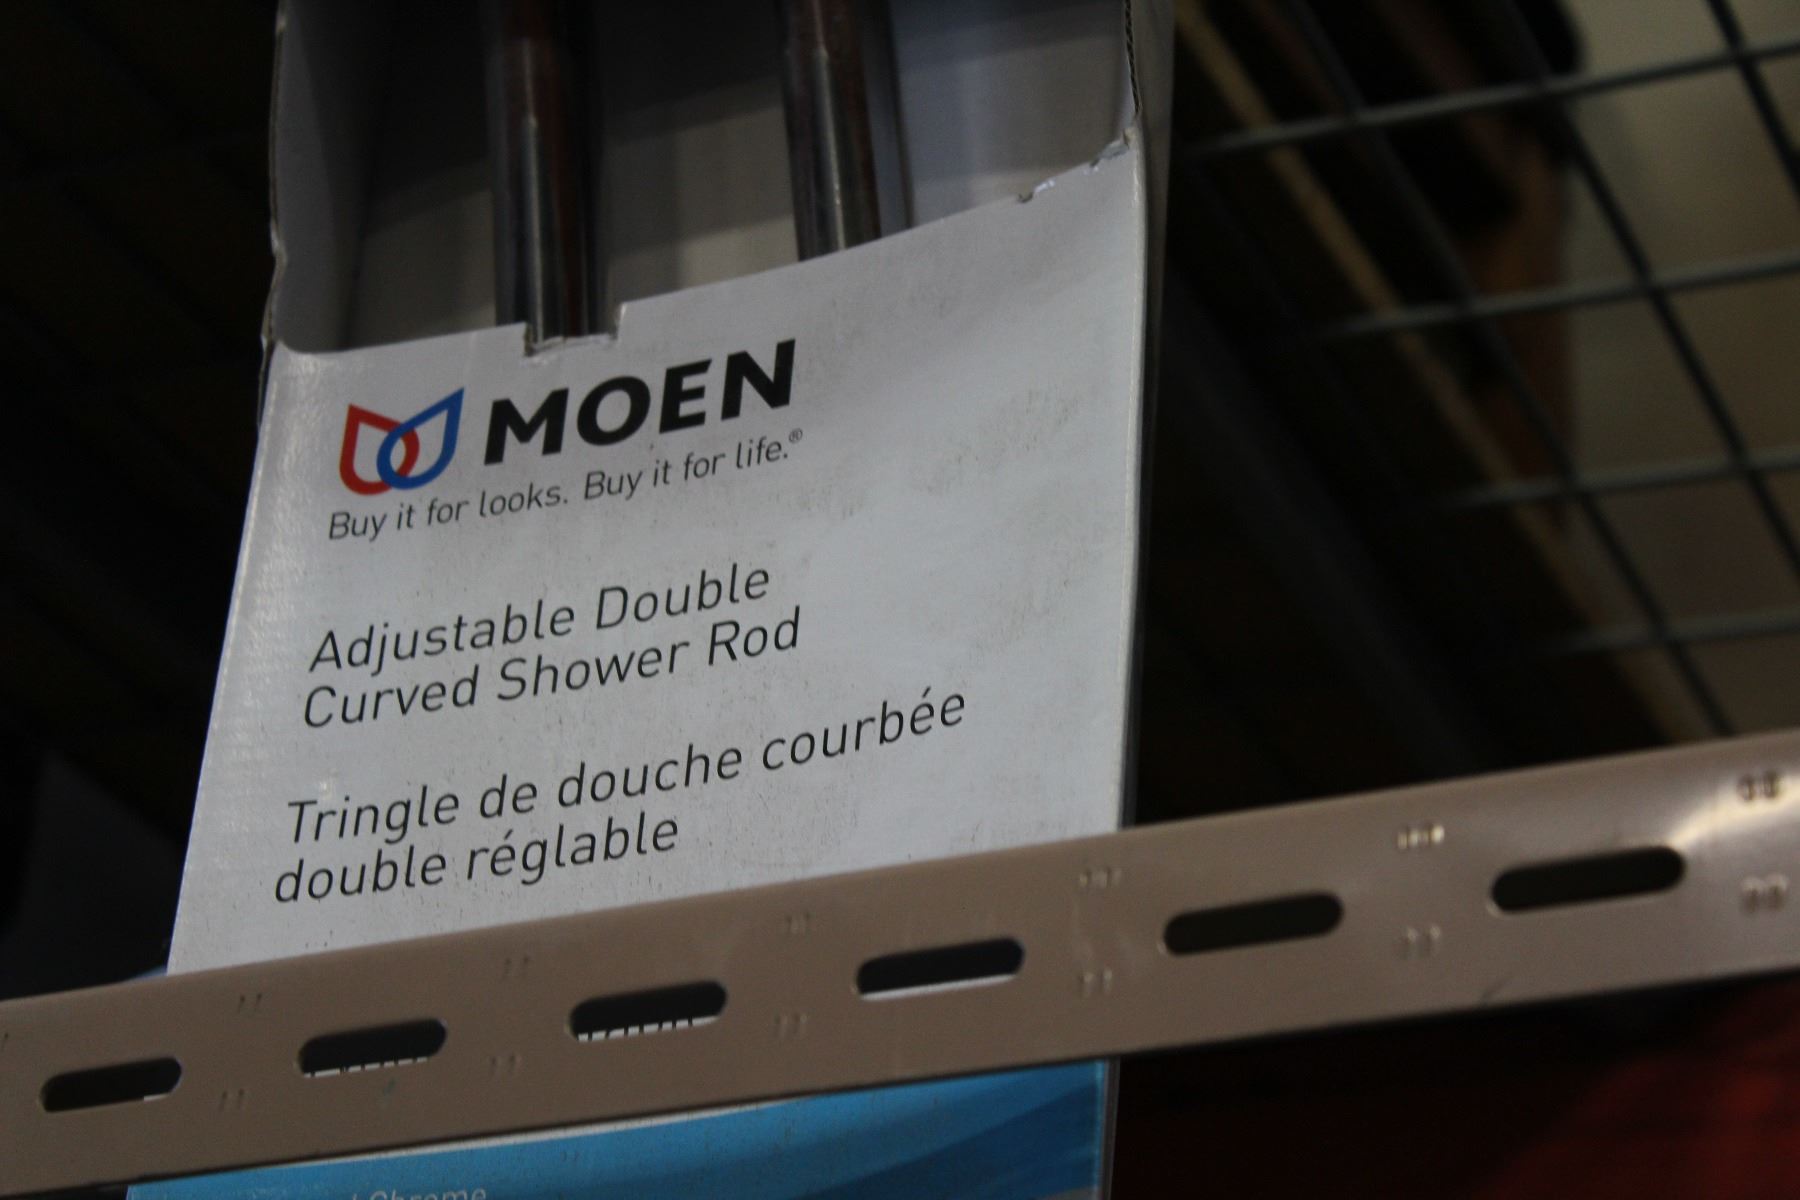 MOEN
Buy it for looks. Buy it for life.®
Adjustable Double
Curved Shower Rod
Tringle de douche courbée
double réglable
Chrome